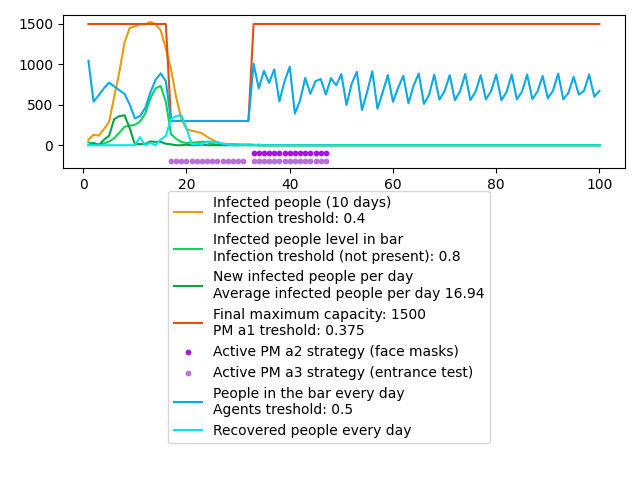 1500
1000
500
0
0
20
40
60
80
100
Infected people (10 days)
Infection treshold: 0.4
Infected people level in bar
Infection treshold (not present): 0.8
New infected people per day
Average infected people per day 16.94
Final maximum capacity: 1500
PM a1 treshold: 0.375
Active PM a2 strategy (face masks)
Active PM a3 strategy (entrance test)
People in the bar every day
Agents treshold: 0.5
Recovered people every day